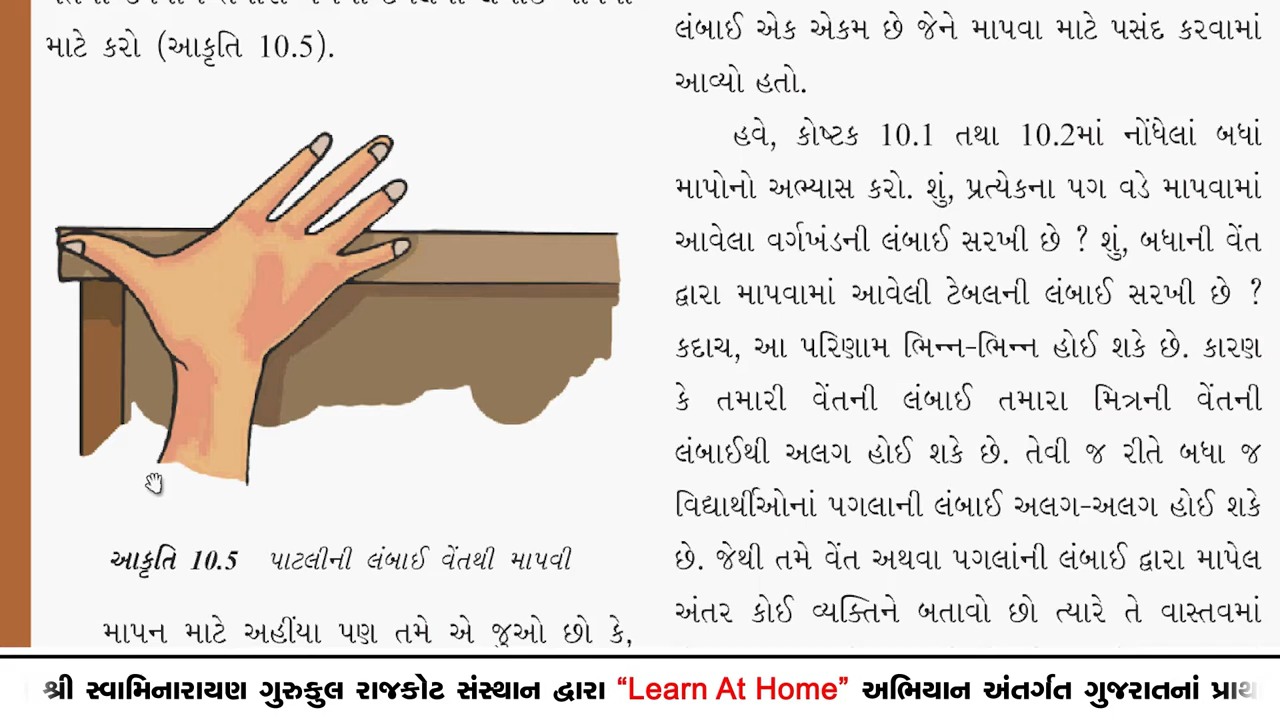 માટે કરો (આકૃતિ 10.5).
આકૃતિ 10.5 પાટલીની લંબાઈ વેંતથી માપવી
માપન માટે અહીંયા પણ તમે એ જુઓ છો કે,
લંબાઈ એક એકમ છે જેને માપવા માટે પસંદ કરવામાં
આવ્યો હતો.
હવે, કોષ્ટક 10.1 તથા 10.2માં નોંધેલાં બધાં
માપોનો અભ્યાસ કરો. શું, પ્રત્યેકના પગ વડે માપવામાં
આવેલા વર્ગખંડની લંબાઈ સરખી છે ? શું, બધાની વેંત
દ્વારા માપવામાં આવેલી ટેબલની લંબાઈ સરખી છે ?
કદાચ, આ પરિણામ ભિન્ન-ભિન્ન હોઈ શકે છે. કારણ
કે તમારી વેંતની લંબાઈ તમારા મિત્રની વેંતની
લંબાઈથી અલગ હોઈ શકે છે. તેવી જ રીતે બધા જ
વિદ્યાર્થીઓનાં પગલાની લંબાઈ અલગ-અલગ હોઈ શકે
છે. જેથી તમે વેંત અથવા પગલાંની લંબાઈ દ્વારા માપેલ
અંતર કોઈ વ્યક્તિને બતાવો છો ત્યારે તે વાસ્તવમાં
શ્રી સ્વામિનારાયણ ગુરુકુલ રાજકોટ સંસ્થાન દ્વારા “Learn At Home” અભિયાન અંતર્ગત ગુજરાતનાં પ્રાથ